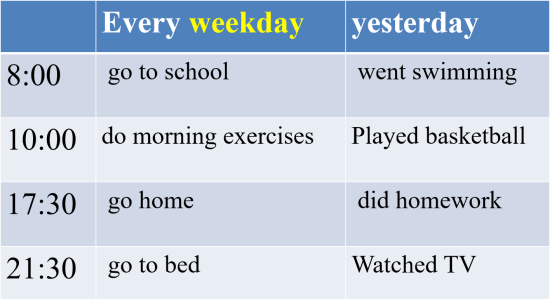 Every weekday yesterday
8:00 go to school went swimming
10:00 do morning exercises Played basketball
17:30 go home did homework
21:30 go to bed Watched TV